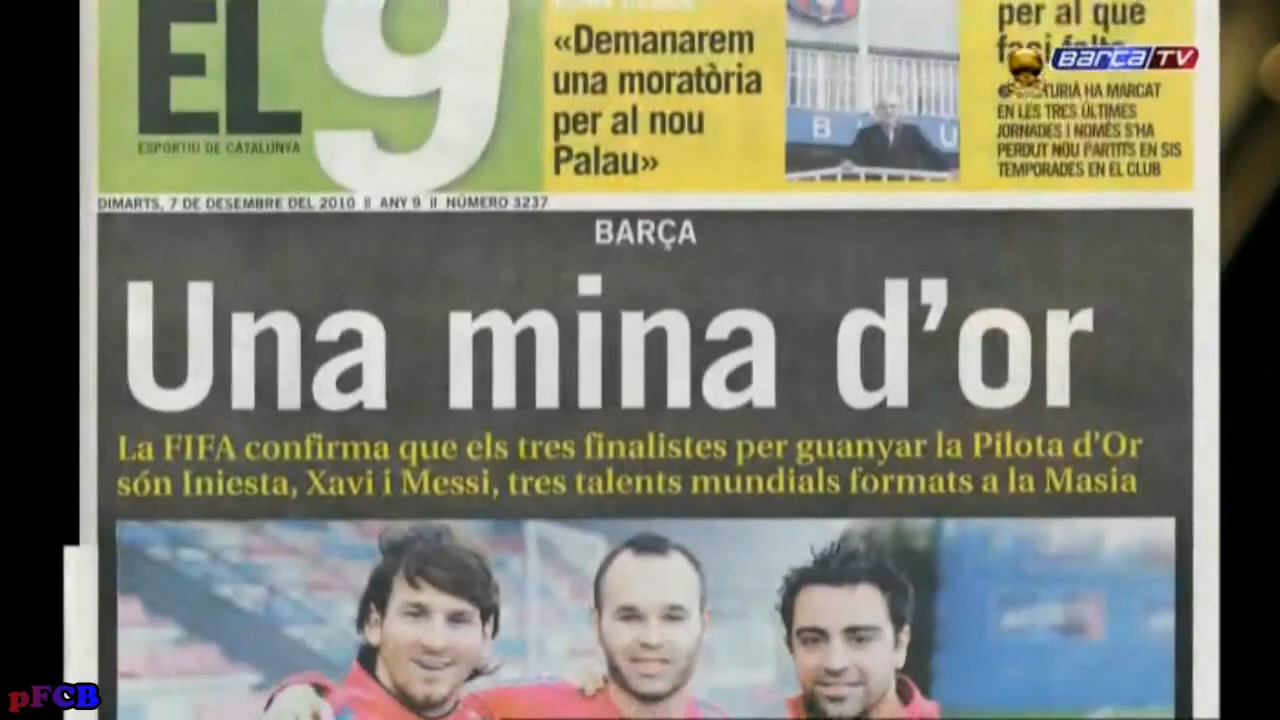 EL 9
ESPORTIU DE CATALUNYA
«Demanarem
una moratòria
per al nou
Palau»
B U
per al que
BARÇA TV
HA MARCAT
EN LES TRES ÚLTIMES
JORNADES I NOMÉS S'HA
PERDUT NOU PARTITS EN SIS
TEMPORADES EN EL CLUB
DIMARTS, 7 DE DESEMBRE DEL 2010 || ANY 9 || NÚMERO 3237
BARÇA
Una mina d'or
La FIFA confirma que els tres finalistes per guanyar la Pilota d'Or
són Iniesta, Xavi i Messi, tres talents mundials formats a la Masia
pFCB